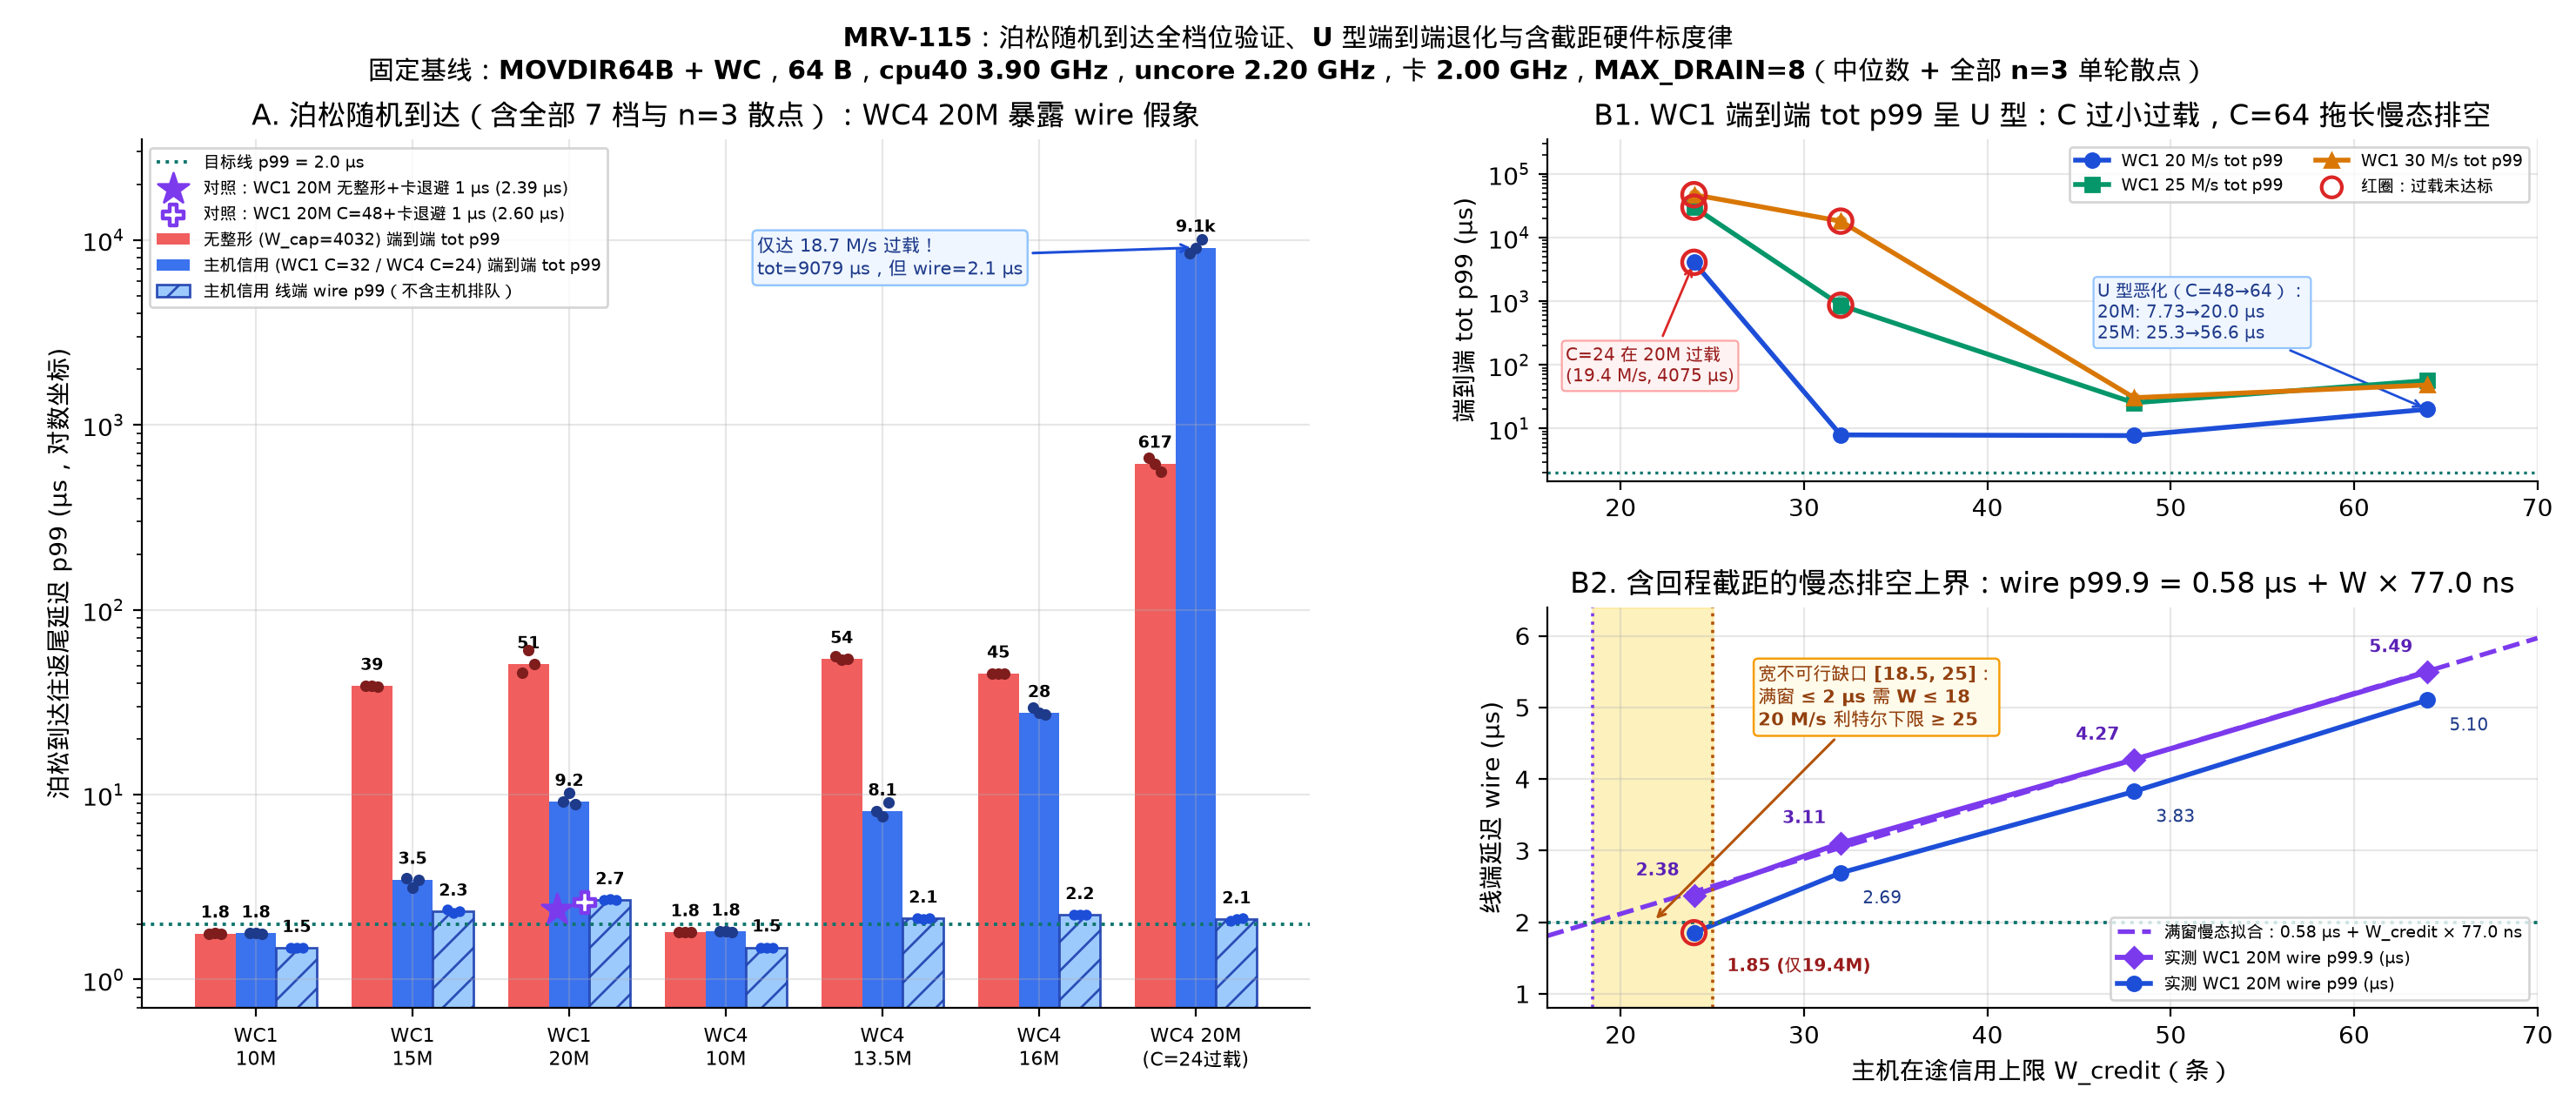 MRV-115：泊松随机到达全档位验证、U 型端到端退化与含截距硬件标度律
固定基线：MOVDIR64B + WC，64 B，cpu40 3.90 GHz，uncore 2.20 GHz，卡 2.00 GHz，MAX_DRAIN=8（中位数 + 全部 n=3 单轮散点）
A. 泊松随机到达（含全部 7 档与 n=3 散点）：WC4 20M 暴露 wire 假象
泊松到达往返尾延迟 p99 (μs，对数坐标)
10⁴
10³
10²
10¹
10⁰
目标线 p99 = 2.0 μs
对照：WC1 20M 无整形+卡退避 1 μs (2.39 μs)
对照：WC1 20M C=48+卡退避 1 μs (2.60 μs)
无整形 (W_cap=4032) 端到端 tot p99
主机信用 (WC1 C=32 / WC4 C=24) 端到端 tot p99
主机信用 线端 wire p99（不含主机排队）
仅达 18.7 M/s 过载！
tot=9079 μs，但 wire=2.1 μs
1.8
1.8
1.5
39
3.5
2.3
51
9.2
2.7
1.8
1.8
1.5
54
8.1
2.1
45
28
2.2
617
9.1k
2.1
WC1
10M
WC1
15M
WC1
20M
WC4
10M
WC4
13.5M
WC4
16M
WC4 20M
(C=24过载)
B1. WC1 端到端 tot p99 呈 U 型：C 过小过载，C=64 拖长慢态排空
端到端 tot p99 (μs)
10⁵
10⁴
10³
10²
10¹
WC1 20 M/s tot p99
WC1 25 M/s tot p99
WC1 30 M/s tot p99
红圈：过载未达标
C=24 在 20M 过载
(19.4 M/s, 4075 μs)
U 型恶化（C=48→64）：
20M: 7.73→20.0 μs
25M: 25.3→56.6 μs
20
30
40
50
60
70
B2. 含回程截距的慢态排空上界：wire p99.9 = 0.58 μs + W × 77.0 ns
线端延迟 wire (μs)
6
5
4
3
2
1
宽不可行缺口 [18.5, 25]：
满窗 ≤ 2 μs 需 W ≤ 18
20 M/s 利特尔下限 ≥ 25
2.38
3.11
4.27
5.49
1.85 (仅19.4M)
2.69
3.83
5.10
满窗慢态拟合：0.58 μs + W_credit × 77.0 ns
实测 WC1 20M wire p99.9 (μs)
实测 WC1 20M wire p99 (μs)
20
30
40
50
60
70
主机在途信用上限 W_credit（条）